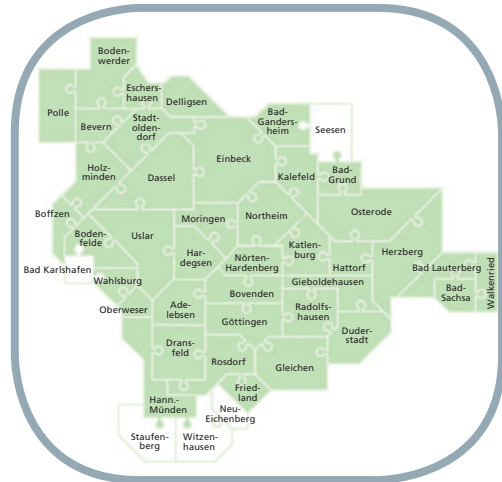 Boden-
werder
Eschers-
hausen
Delligsen
Polle
Bevern
Stadt-
olden-
dorf
Bad-
Ganders-
heim
Seesen
Einbeck
Holz-
minden
Dassel
Kalefeld
Bad-
Grund
Boffzen
Moringen
Northeim
Osterode
Boden-
felde
Uslar
Har-
degsen
Katlen-
burg
Herzberg
Nörten-
Hardenberg
Hattorf
Bad Lauterberg
Walkenried
Bad Karlshafen
Wahlsburg
Gieboldehausen
Bad-
Sachsa
Bovenden
Oberweser
Ade-
lebsen
Radolfs-
hausen
Göttingen
Duder-
stadt
Drans-
feld
Rosdorf
Gleichen
Fried-
land
Hann.-
Münden
Neu-
Eichenberg
Staufen-
berg
Witzen-
hausen